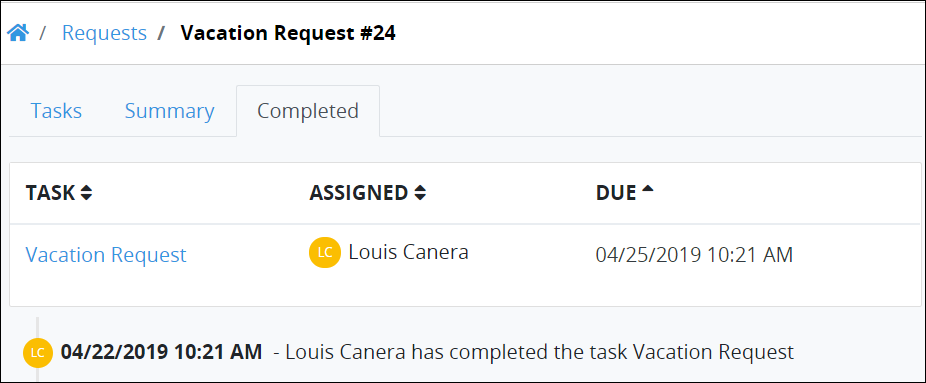 / Requests / Vacation Request #24
Tasks Summary Completed
TASK ASSIGNED DUE
Vacation Request LC Louis Canera 04/25/2019 10:21 AM
LC 04/22/2019 10:21 AM - Louis Canera has completed the task Vacation Request